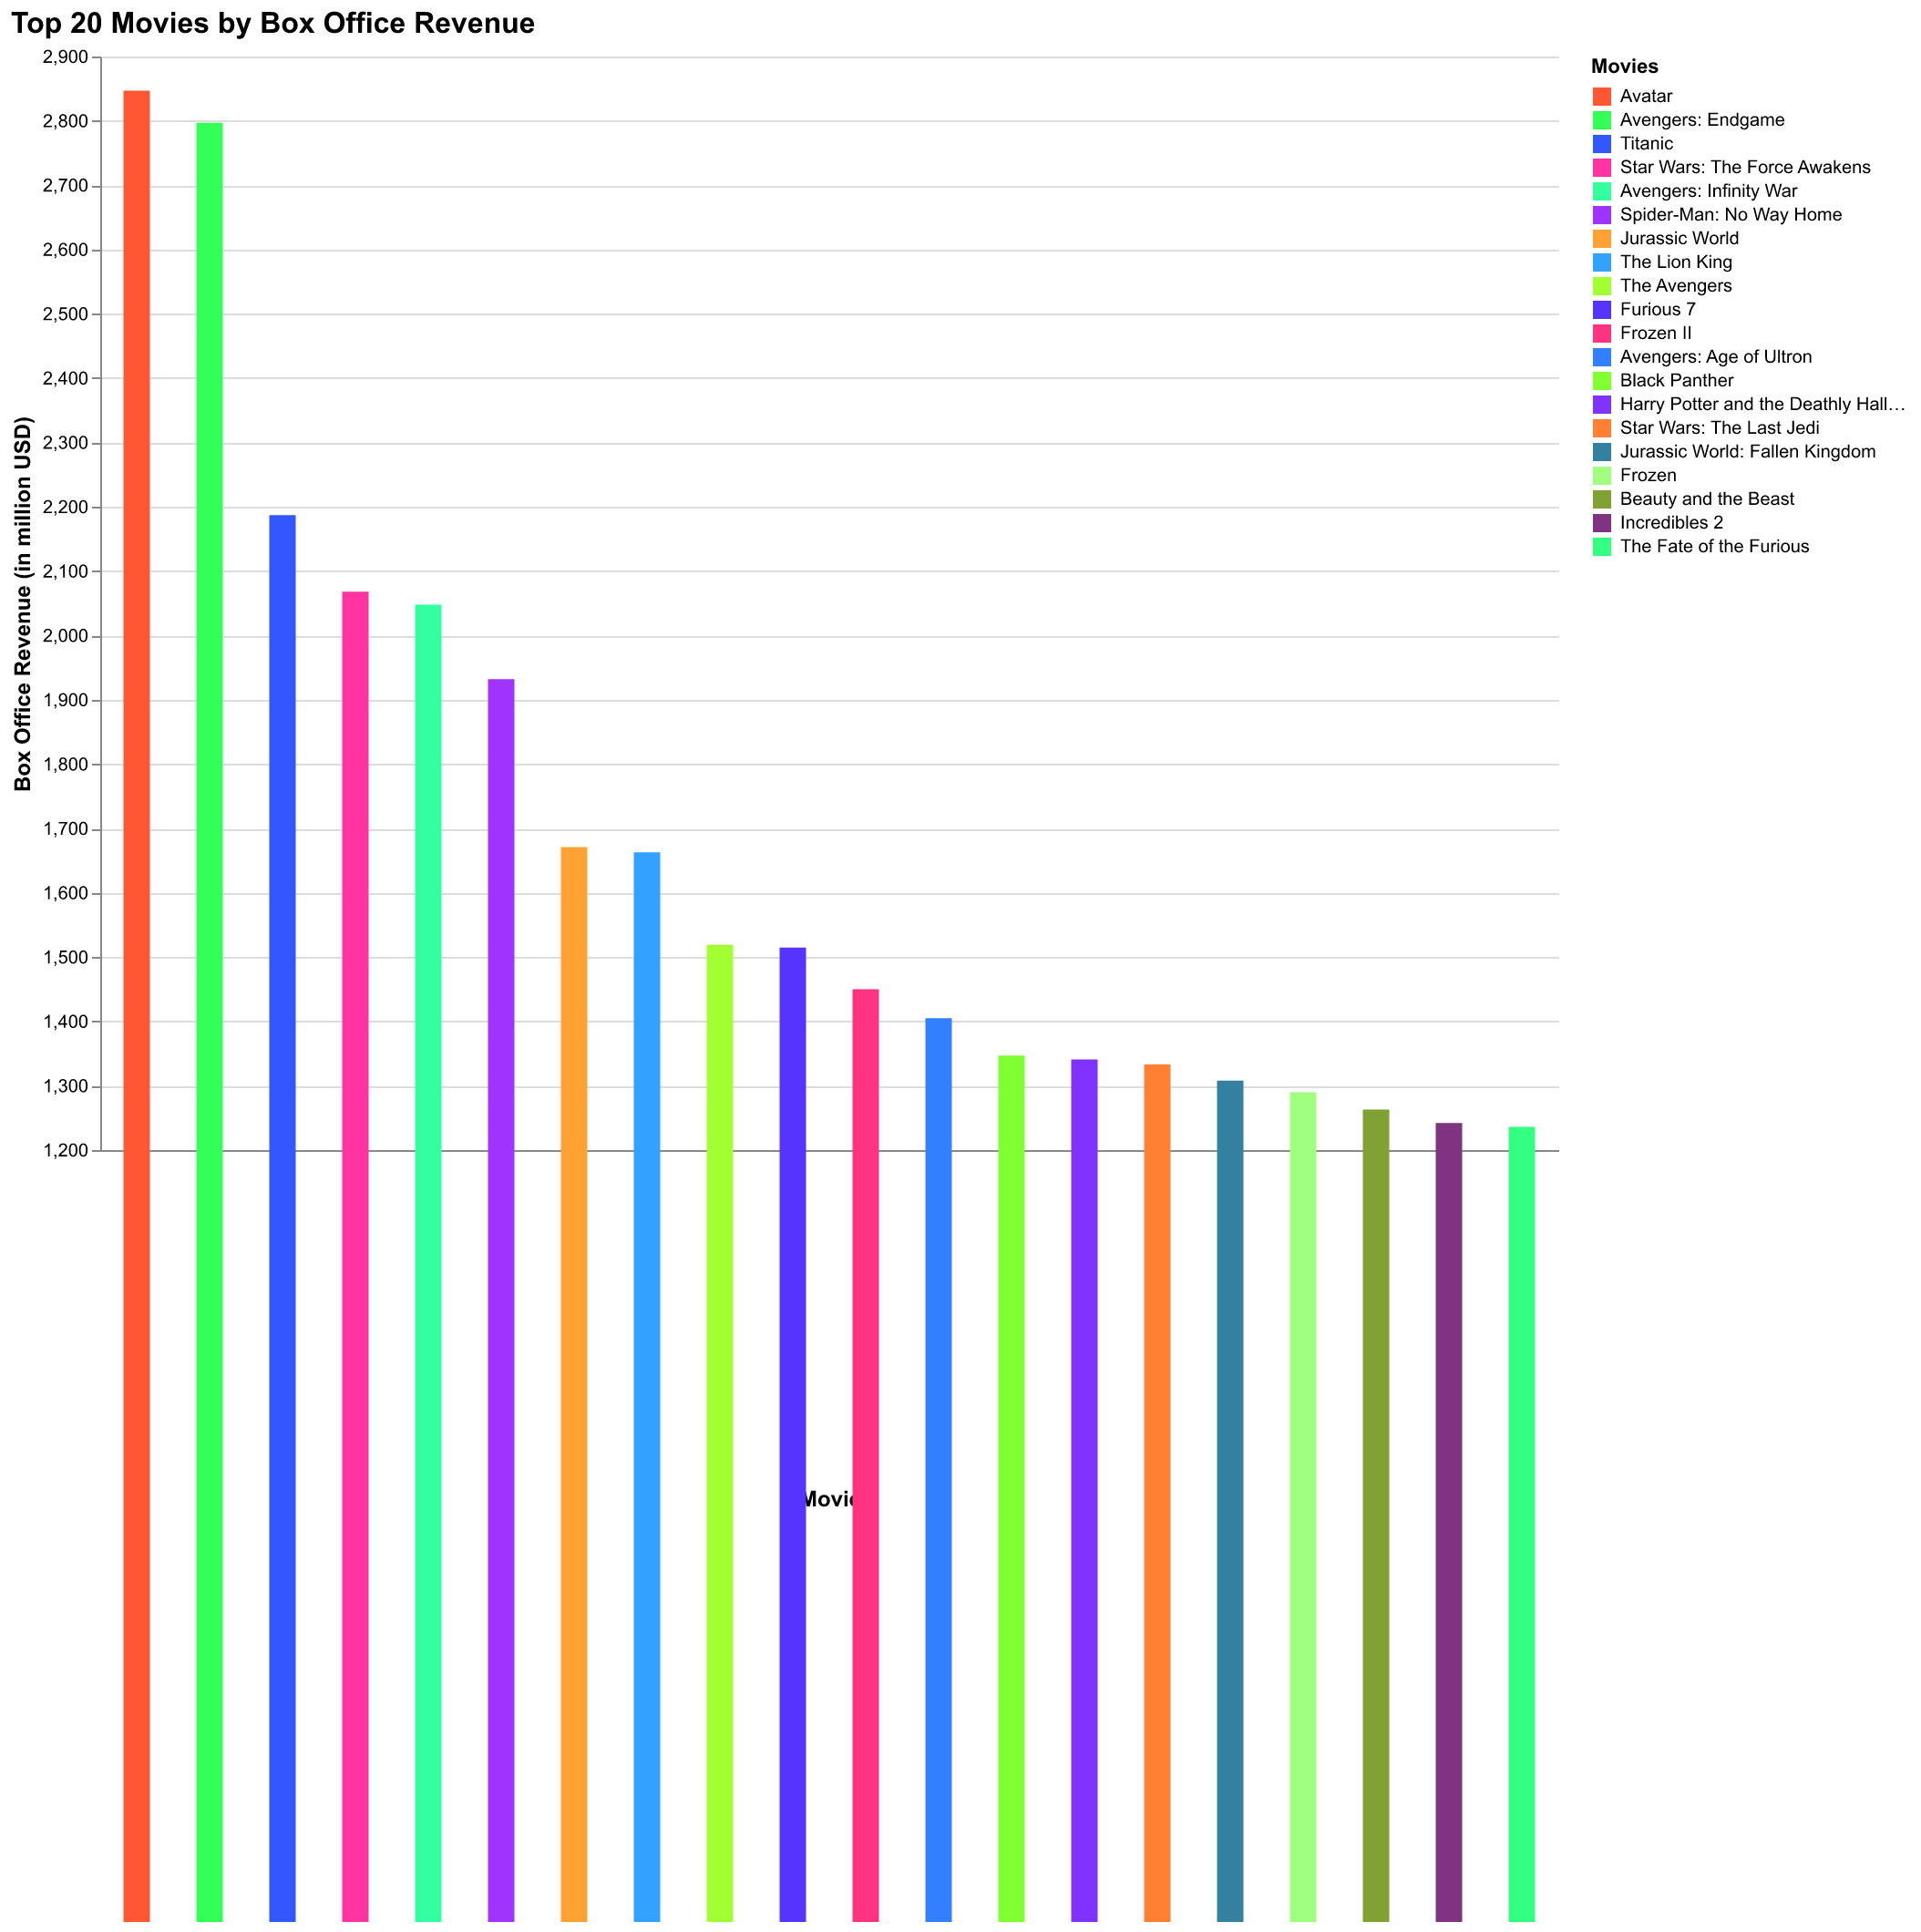 Top 20 Movies by Box Office Revenue
2,900
2,800
2,700
2,600
2,500
2,400
2,300
2,200
2,100
2,000
1,900
1,800
1,700
1,600
1,500
1,400
1,300
1,200
Box Office Revenue (in million USD)
Movies
Avatar
Avengers: Endgame
Titanic
Star Wars: The Force Awakens
Avengers: Infinity War
Spider-Man: No Way Home
Jurassic World
The Lion King
The Avengers
Furious 7
Frozen II
Avengers: Age of Ultron
Black Panther
Harry Potter and the Deathly Hall…
Star Wars: The Last Jedi
Jurassic World: Fallen Kingdom
Frozen
Beauty and the Beast
Incredibles 2
The Fate of the Furious